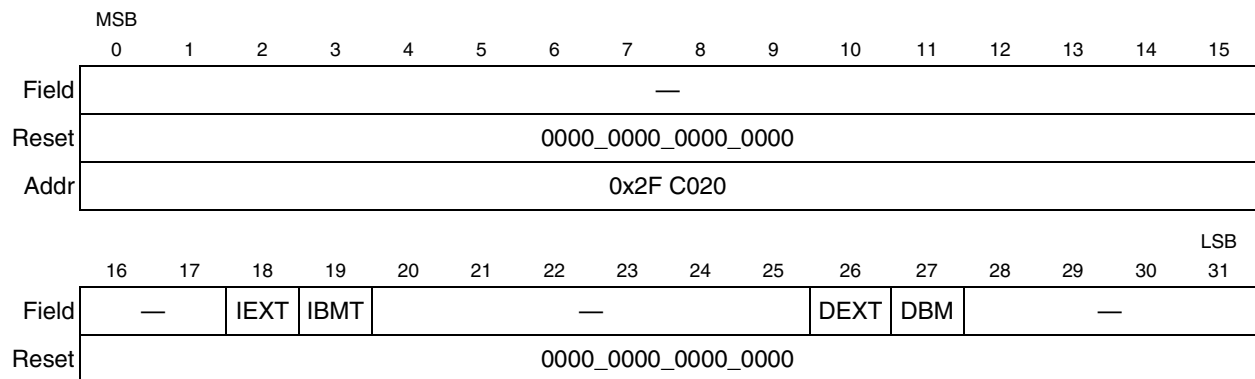 MSB
0 1 2 3 4 5 6 7 8 9 10 11 12 13 14 15
Field —
Reset 0000_0000_0000_0000
Addr 0x2F C020
LSB
16 17 18 19 20 21 22 23 24 25 26 27 28 29 30 31
Field — IEXT IBMT — DEXT DBM —
Reset 0000_0000_0000_0000